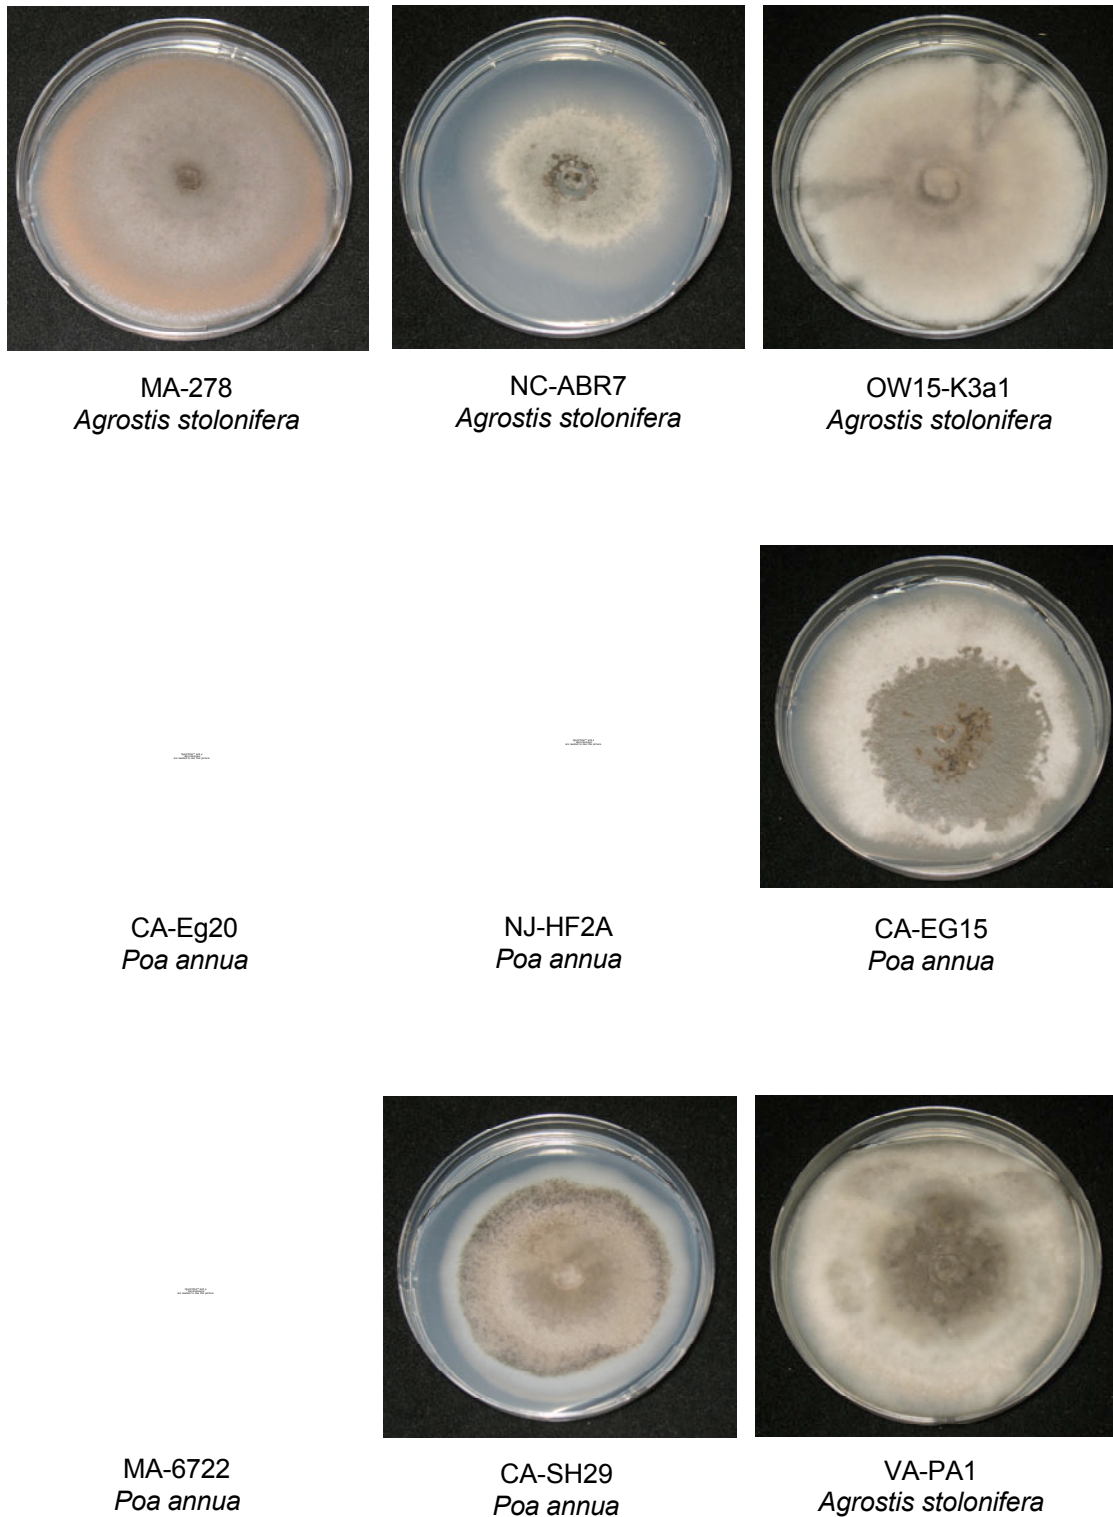 MA-278
Agrostis stolonifera
NC-ABR7
Agrostis stolonifera
OW15-K3a1
Agrostis stolonifera
CA-Eg20
Poa annua
NJ-HF2A
Poa annua
CA-EG15
Poa annua
MA-6722
Poa annua
CA-SH29
Poa annua
VA-PA1
Agrostis stolonifera